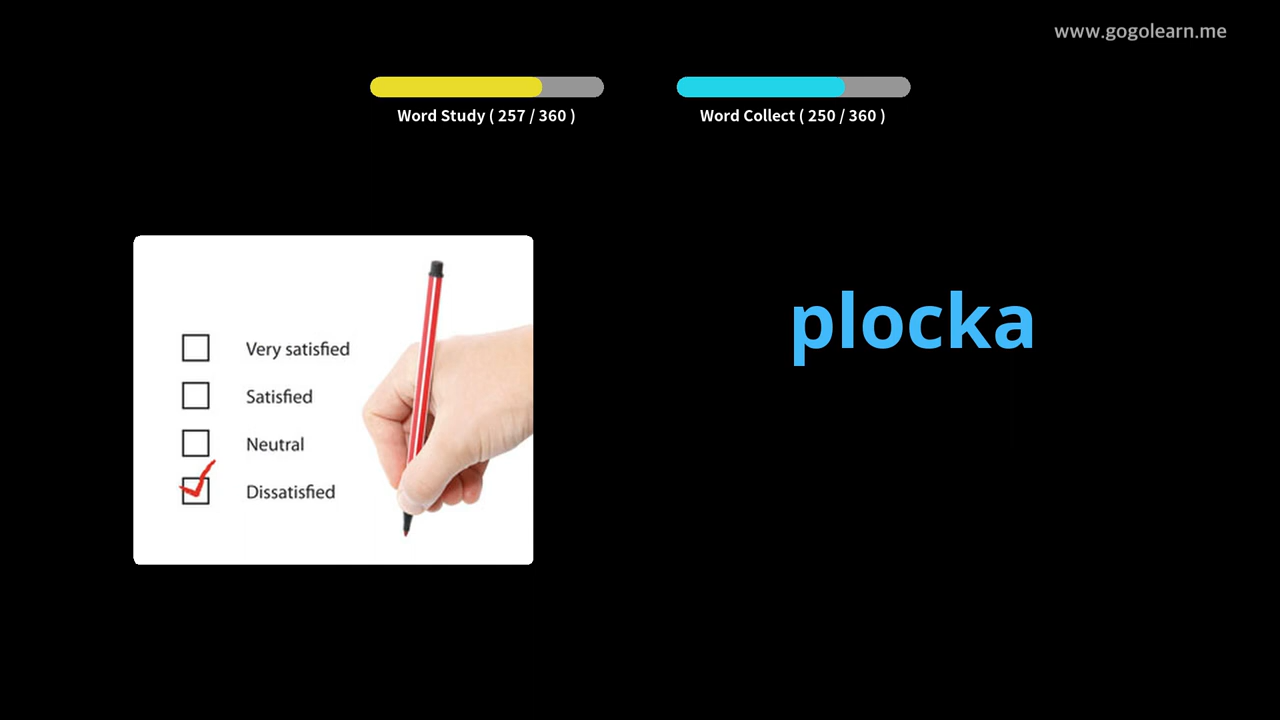 www.gogolearn.me
Word Study ( 257 / 360 )
Word Collect ( 250 / 360 )
Very satisfied
Satisfied
Neutral
Dissatisfied
plocka